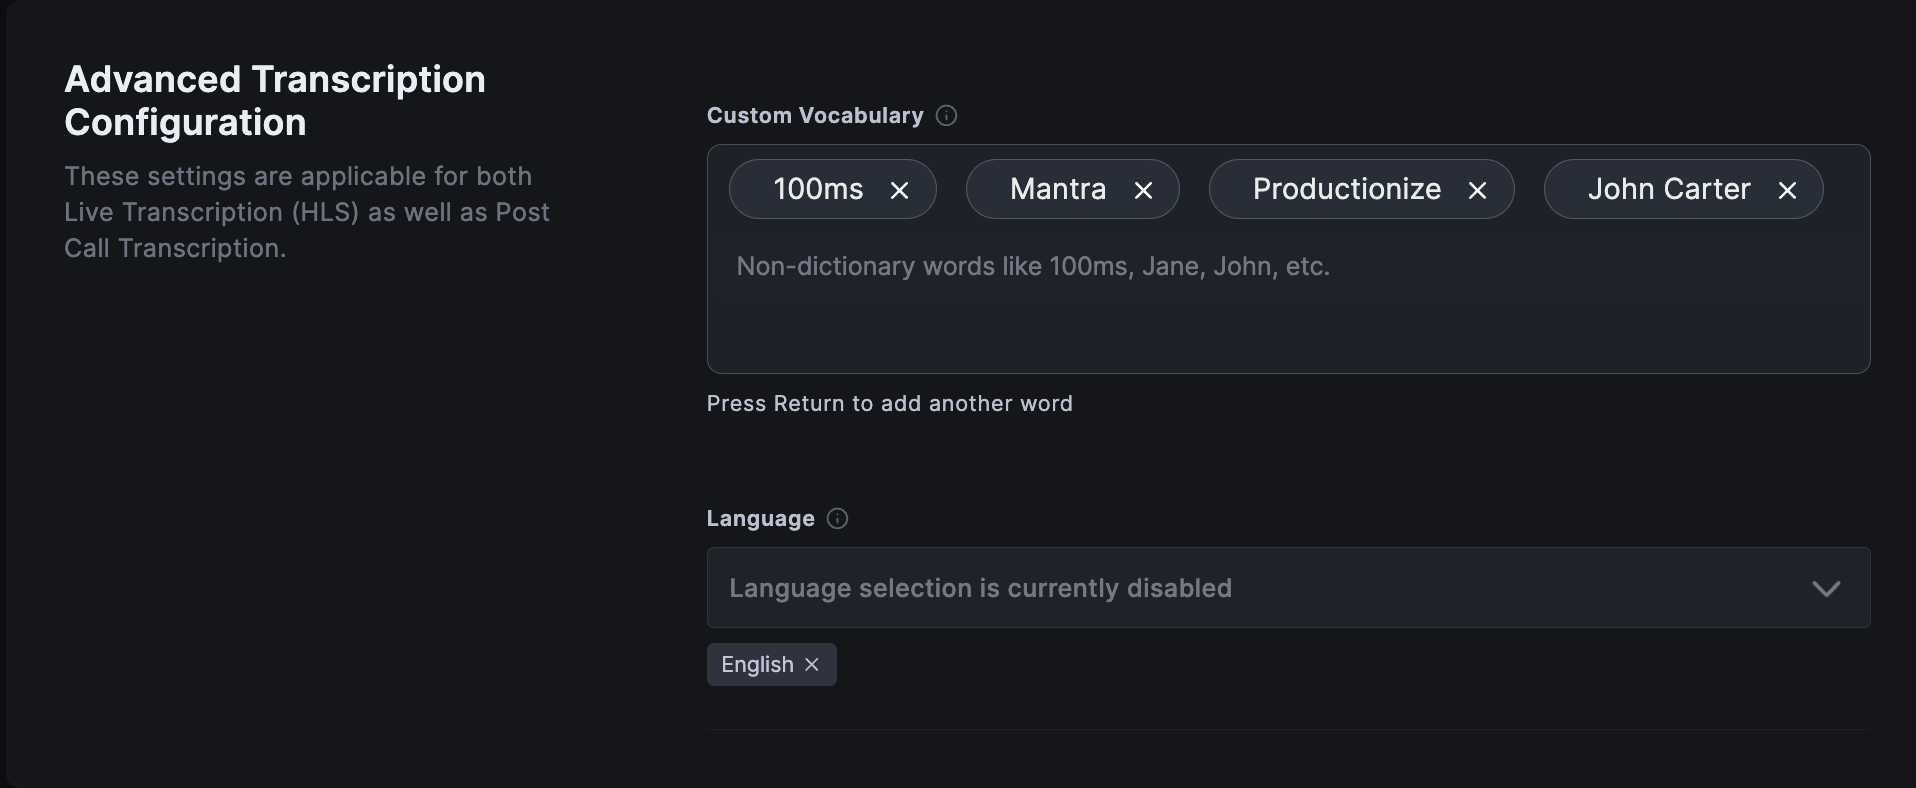 Advanced Transcription
Configuration
These settings are applicable for both
Live Transcription (HLS) as well as Post
Call Transcription.
Custom Vocabulary
100ms
Mantra
Productionize
John Carter
Non-dictionary words like 100ms, Jane, John, etc.
Press Return to add another word
Language
Language selection is currently disabled
English